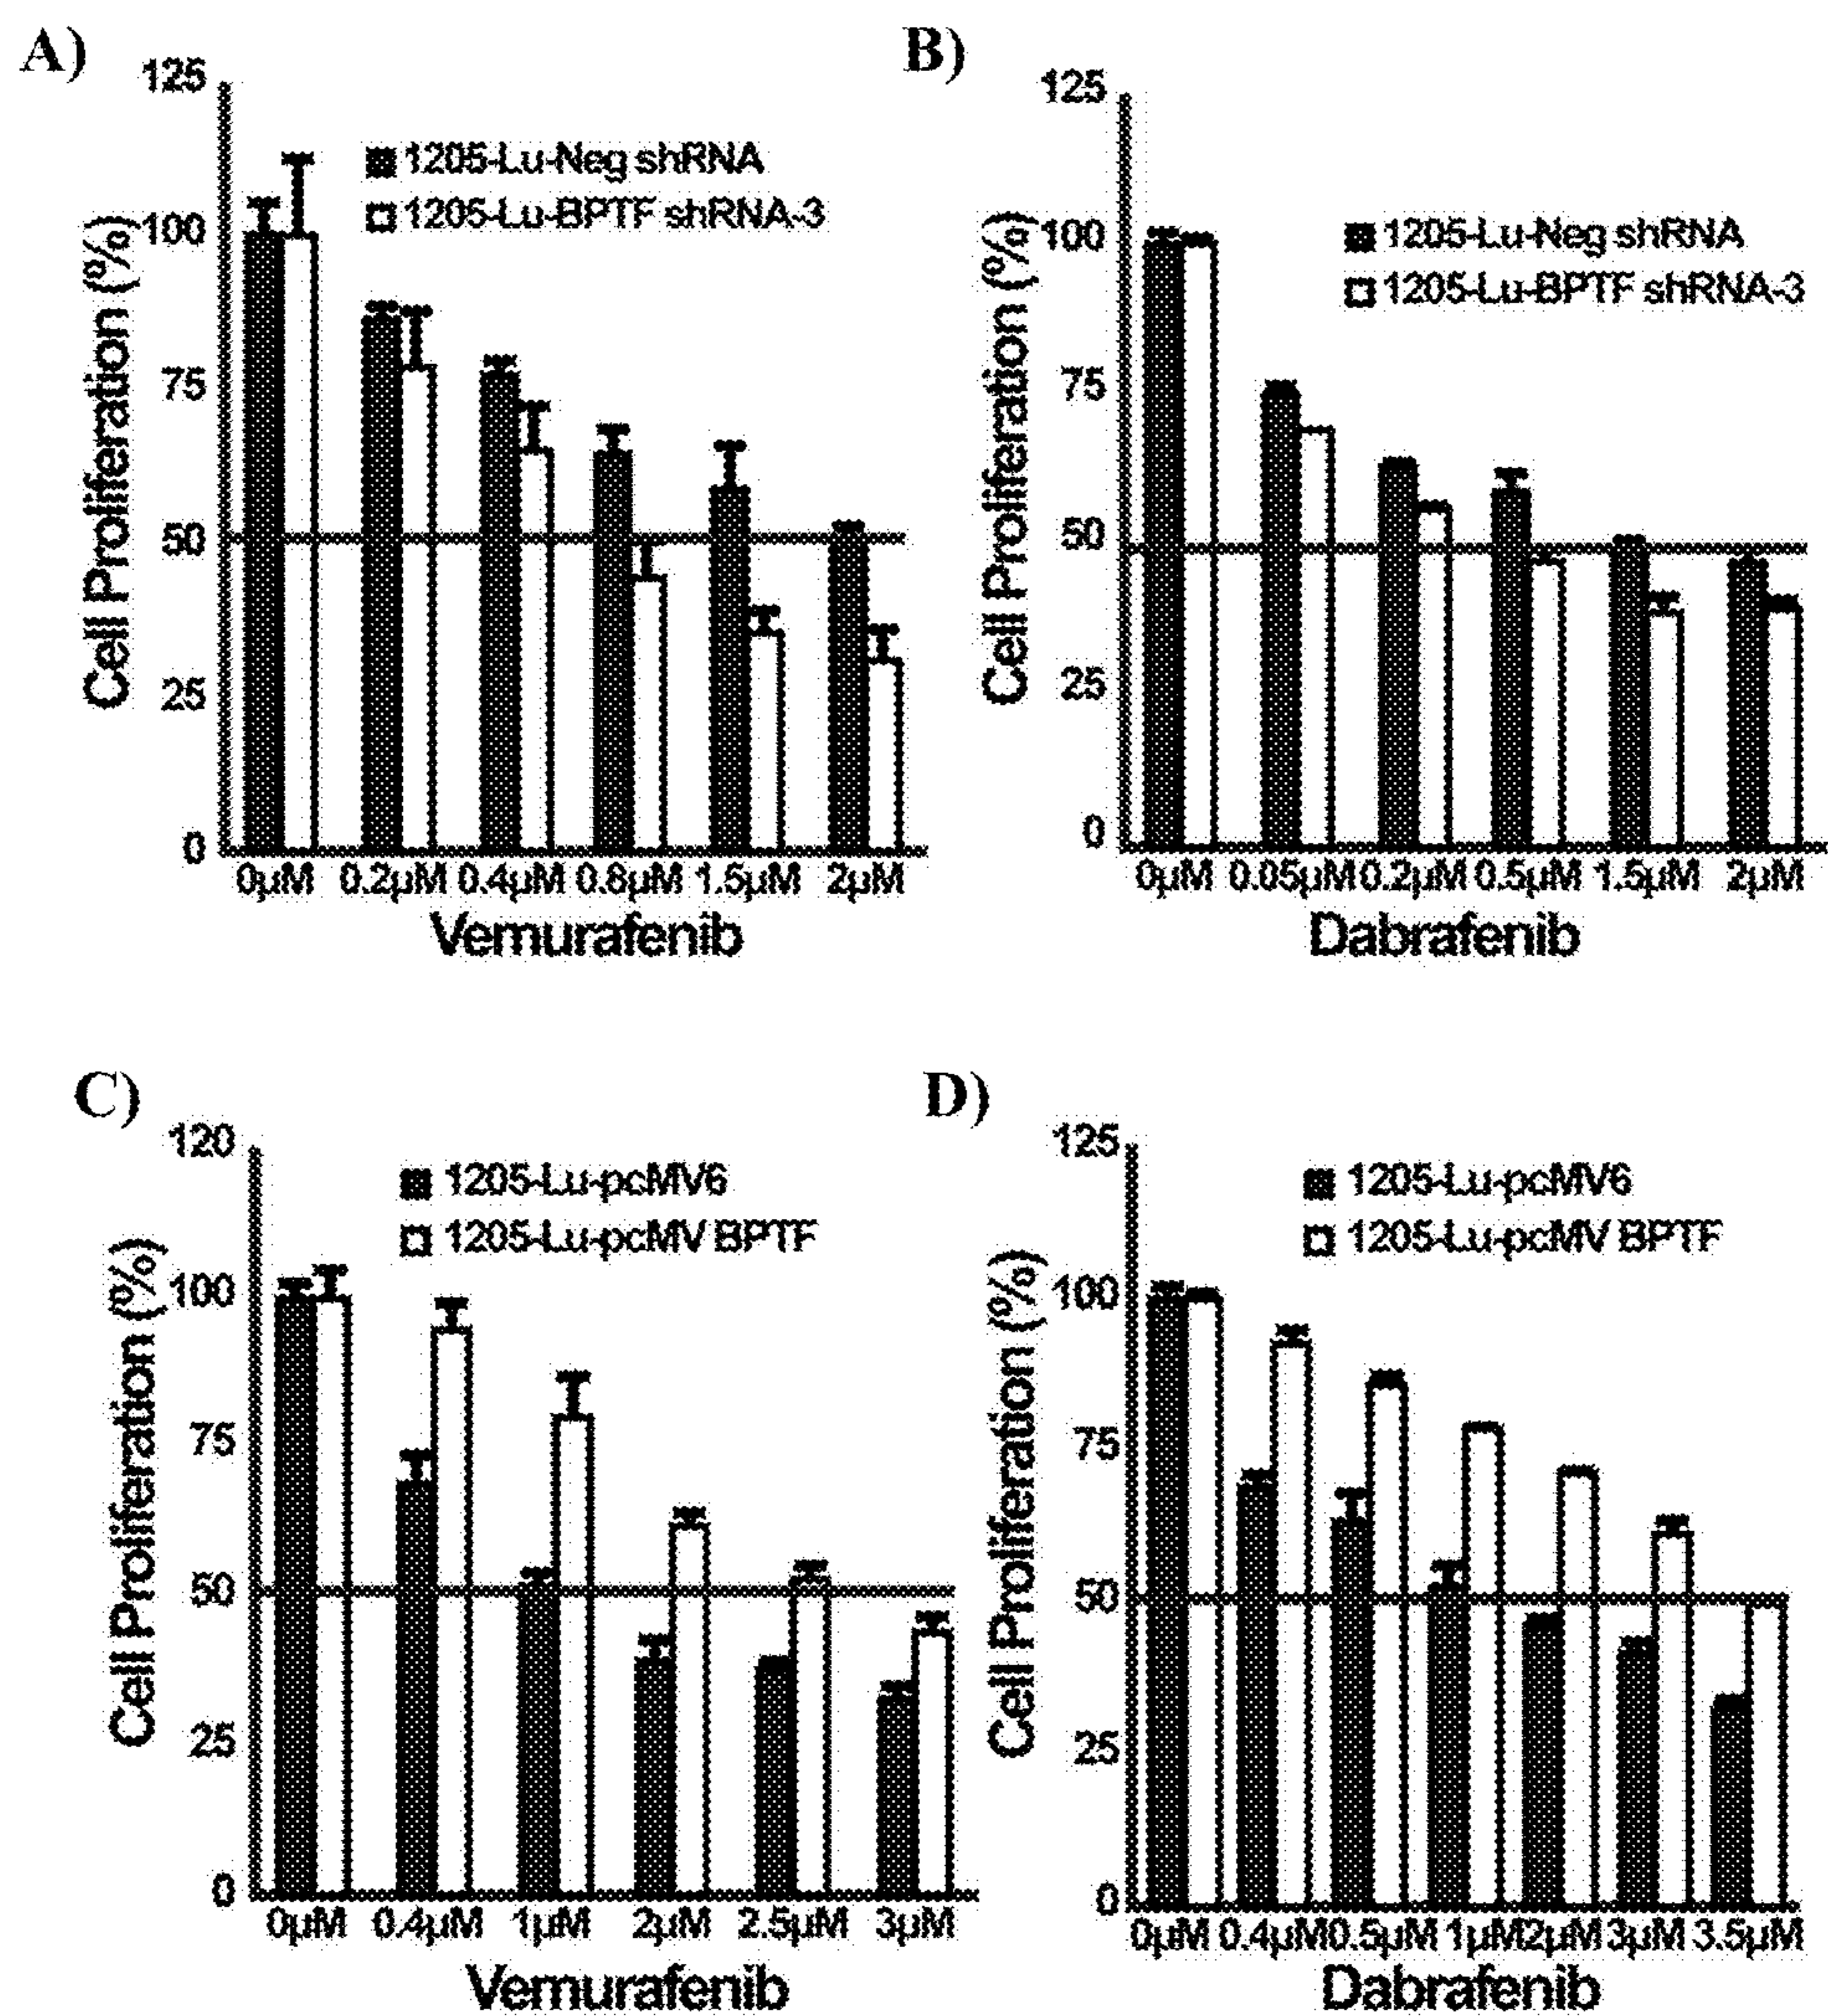 A)
125
100
75
50
25
0
Cell Proliferation (%)
1205-Lu-Neg shRNA
1205-Lu-BPTF shRNA-3
0µM 0.2µM 0.4µM 0.8µM 1.5µM 2µM
Vemurafenib
B)
125
100
75
50
25
0
Cell Proliferation (%)
1205-Lu-Neg shRNA
1205-Lu-BPTF shRNA-3
0µM 0.05µM 0.2µM 0.5µM 1.5µM 2µM
Dabrafenib
C)
120
100
75
50
25
0
Cell Proliferation (%)
1205-Lu-pcMV6
1205-Lu-pcMV BPTF
0µM 0.4µM 1µM 2µM 2.5µM 3µM
Vemurafenib
D)
125
100
75
50
25
0
Cell Proliferation (%)
1205-Lu-pcMV6
1205-Lu-pcMV BPTF
0µM 0.4µM 0.5µM 1µM 2µM 3µM 3.5µM
Dabrafenib